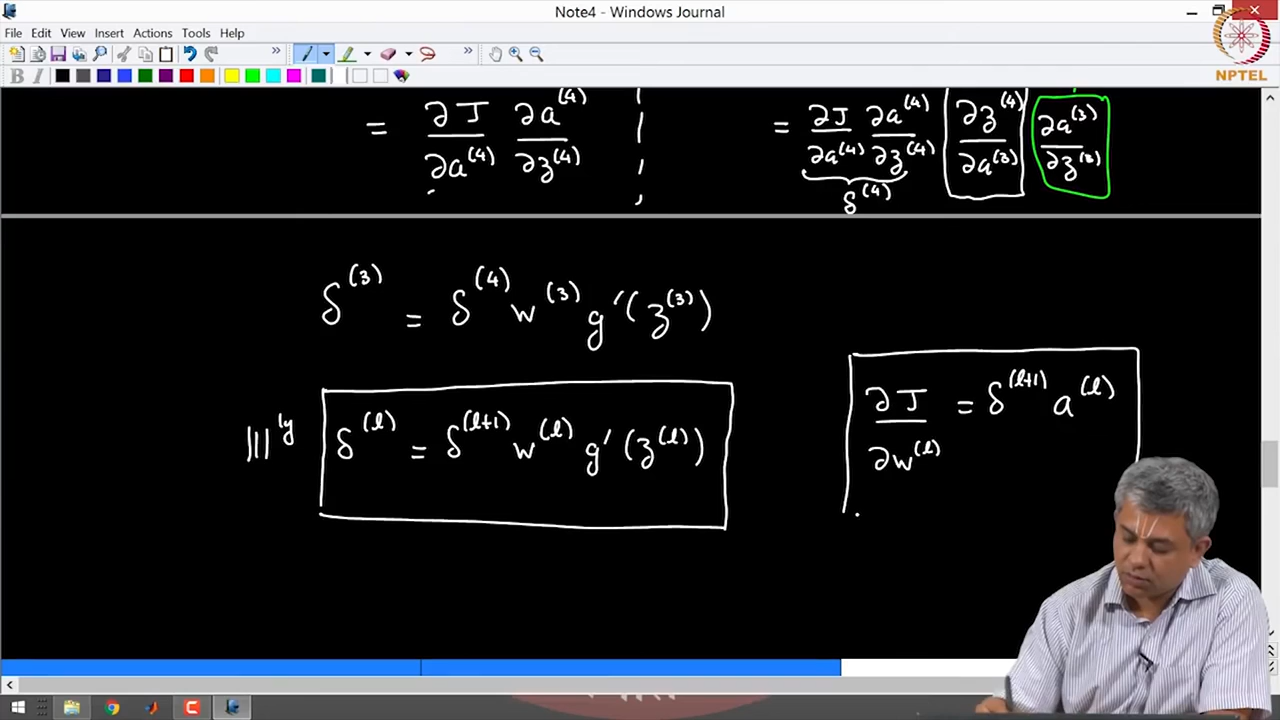 Note4 - Windows Journal
File Edit View Insert Actions Tools Help
NPTEL
B I
= ∂J/∂a^(4) ∂a^(4)/∂z^(4)
= ∂J/∂a^(4) ∂a^(4)/∂z^(4) ∂z^(4)/∂a^(3) ∂a^(3)/∂z^(3)
δ^(4)
δ^(3) = δ^(4) w^(3) g'(z^(3))
|||ly δ^(l) = δ^(l+1) w^(l) g'(z^(l))
∂J/∂w^(l) = δ^(l+1) a^(l)